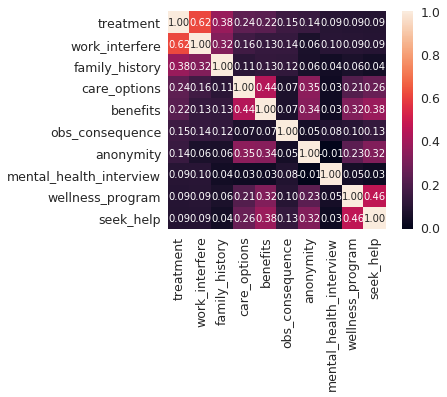 treatment 1.00 0.62 0.38 0.24 0.22 0.15 0.14 0.09 0.09 0.09
work_interfere 0.62 1.00 0.32 0.16 0.13 0.14 0.06 0.10 0.09 0.09
family_history 0.38 0.32 1.00 0.11 0.13 0.12 0.06 0.04 0.06 0.04
care_options 0.24 0.16 0.11 1.00 0.44 0.07 0.35 0.03 0.21 0.26
benefits 0.22 0.13 0.13 0.44 1.00 0.07 0.34 0.03 0.32 0.38
obs_consequence 0.15 0.14 0.12 0.07 0.07 1.00 0.05 0.08 0.10 0.13
anonymity 0.14 0.06 0.06 0.35 0.34 0.05 1.00 -0.01 0.23 0.32
mental_health_interview 0.09 0.10 0.04 0.03 0.03 0.08 -0.01 1.00 0.05 0.03
wellness_program 0.09 0.09 0.06 0.21 0.32 0.10 0.23 0.05 1.00 0.46
seek_help 0.09 0.09 0.04 0.26 0.38 0.13 0.32 0.03 0.46 1.00
treatment
work_interfere
family_history
care_options
benefits
obs_consequence
anonymity
mental_health_interview
wellness_program
seek_help
1.0
0.8
0.6
0.4
0.2
0.0